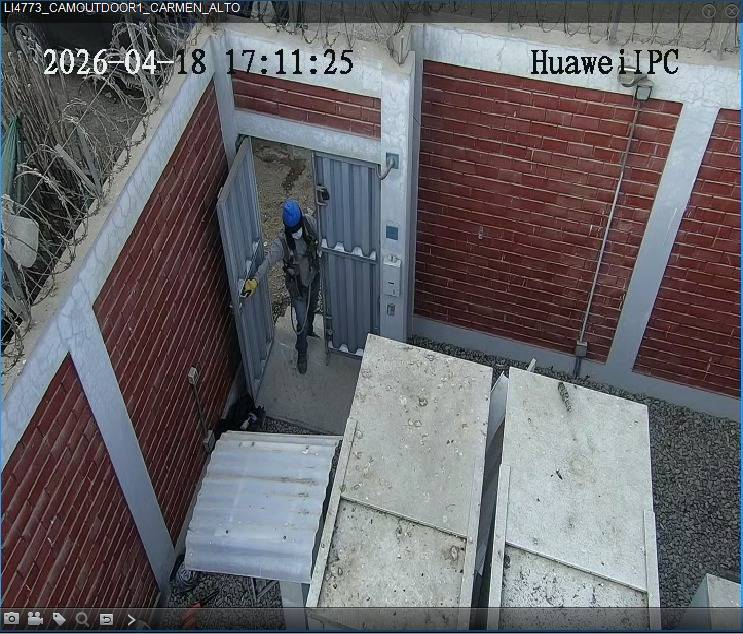 LI4773_CAMOUTDOOR1_CARMEN_ALTO
2026-04-18 17:11:25
HuaweiIPC